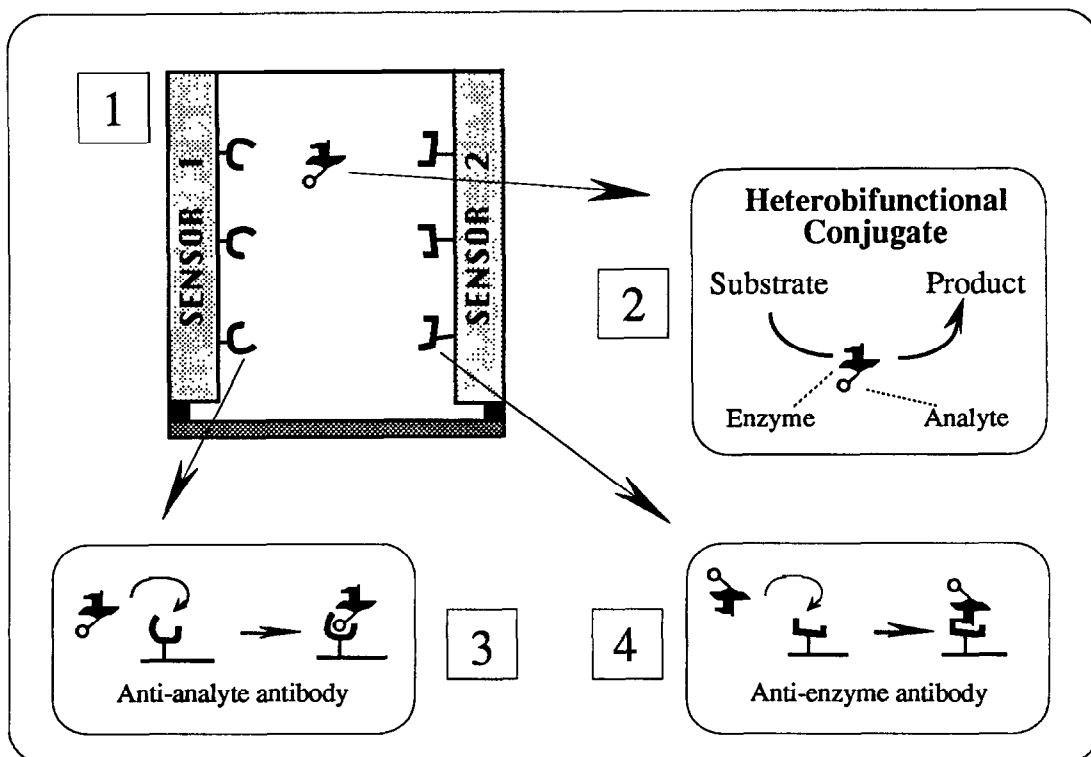 1
SENSOR 1
SENSOR 2
Heterobifunctional
Conjugate
2
Substrate
Product
Enzyme
Analyte
Anti-analyte antibody
3
4
Anti-enzyme antibody